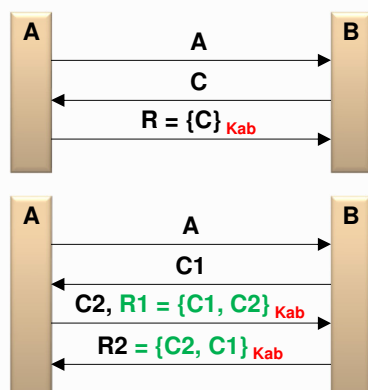 A B
A
C
R = {C} Kab
A B
A
C1
C2, R1 = {C1, C2} Kab
R2 = {C2, C1} Kab